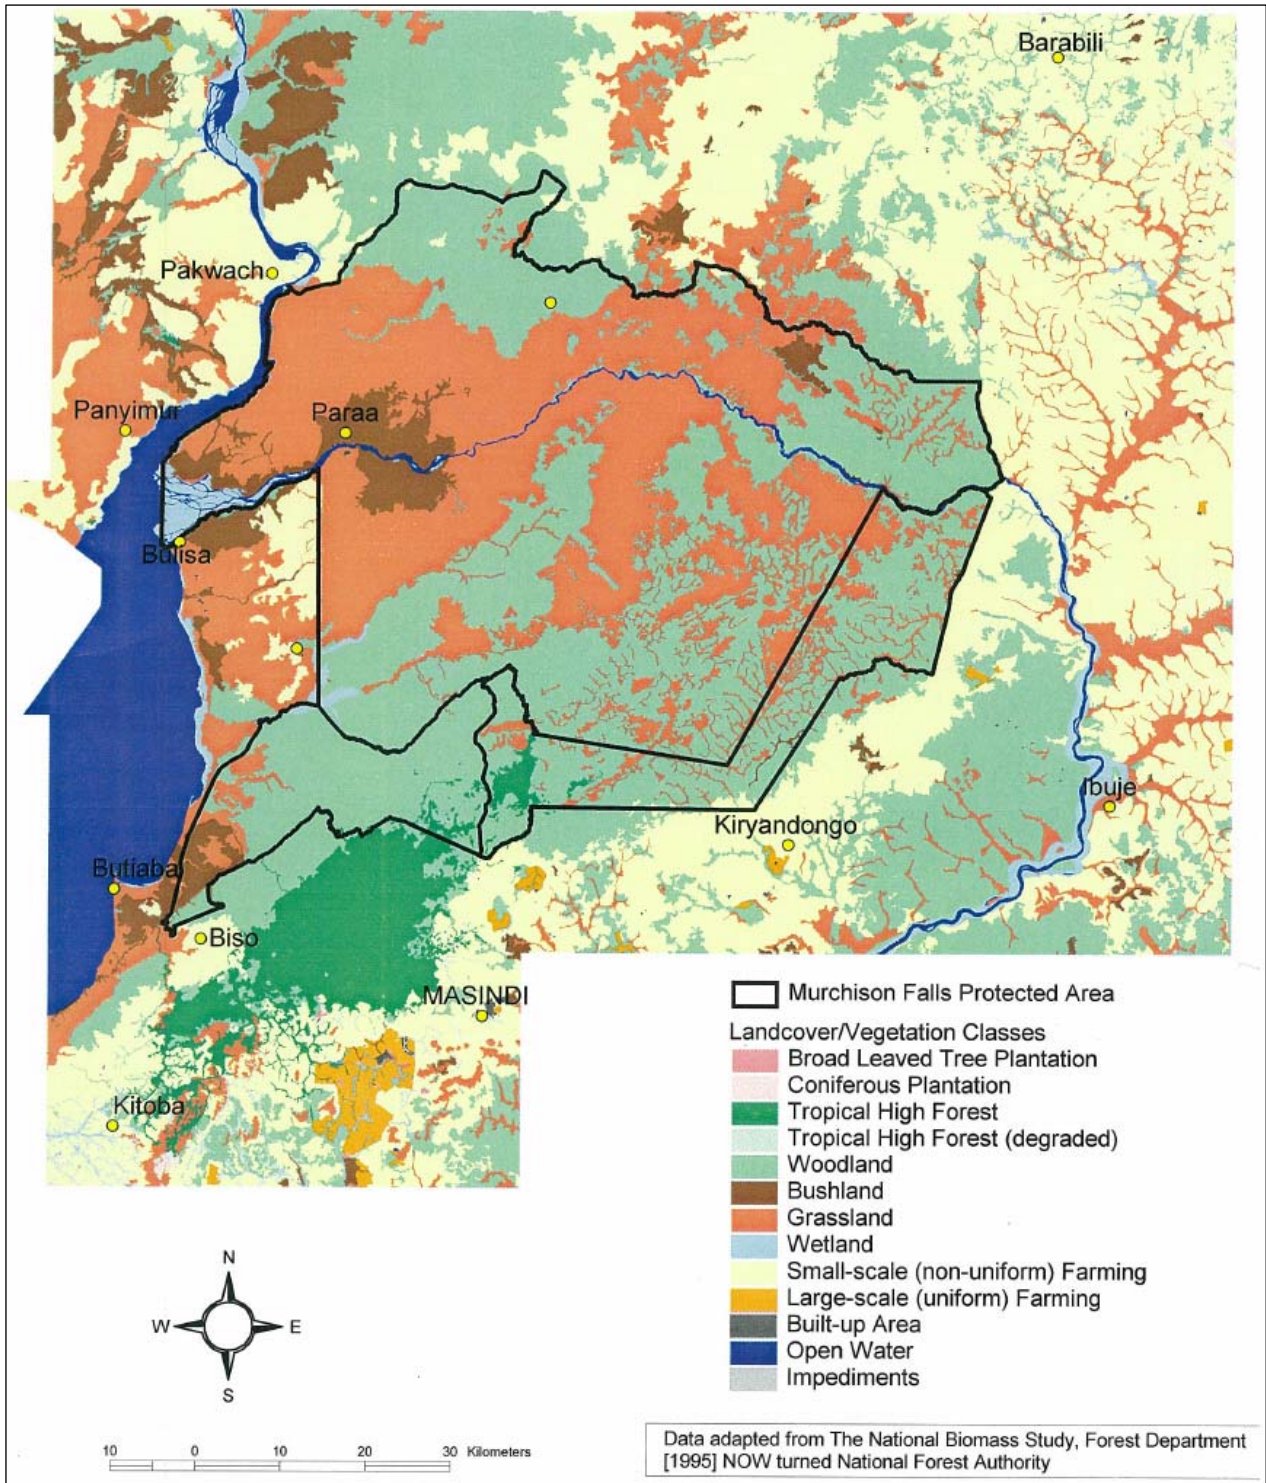 Barabili
Pakwach
Panyimur
Paraa
Bulisa
Ibuje
Kiryandongo
Butiaba
Biso
MASINDI
Kitoba
Murchison Falls Protected Area
Landcover/Vegetation Classes
Broad Leaved Tree Plantation
Coniferous Plantation
Tropical High Forest
Tropical High Forest (degraded)
Woodland
Bushland
Grassland
Wetland
Small-scale (non-uniform) Farming
Large-scale (uniform) Farming
Built-up Area
Open Water
Impediments
N
W E
S
10 0 10 20 30 Kilometers
Data adapted from The National Biomass Study, Forest Department
[1995] NOW turned National Forest Authority